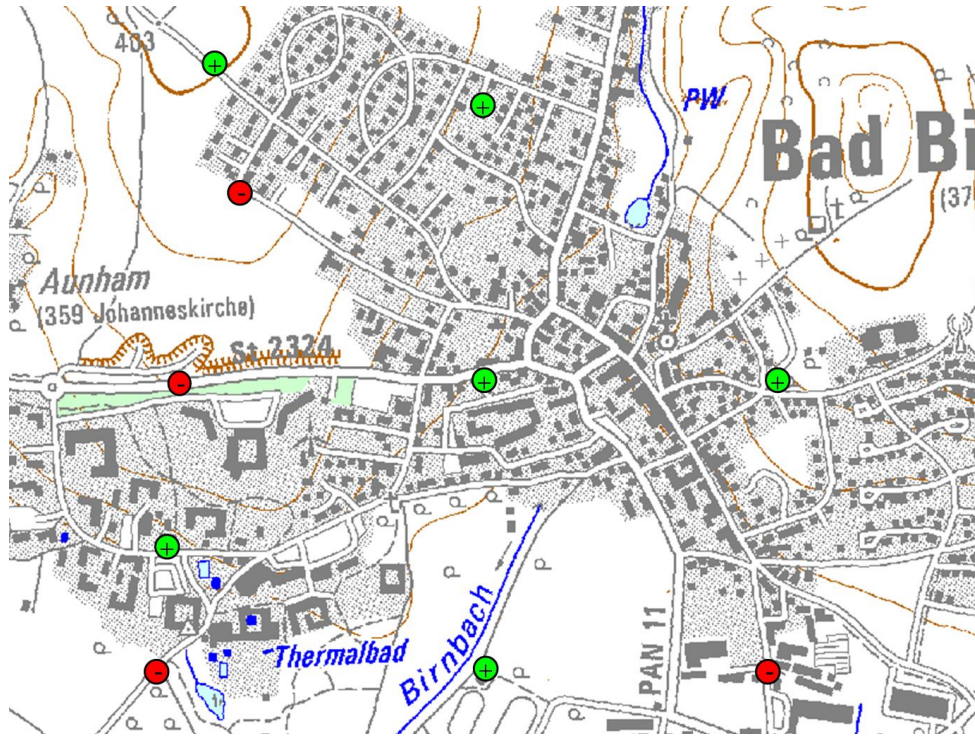 403
PW
Bad Bi
(37
Aunham
(359 Johanneskirche)
St 2324
Thermalbad
Birnbach
PAN 11